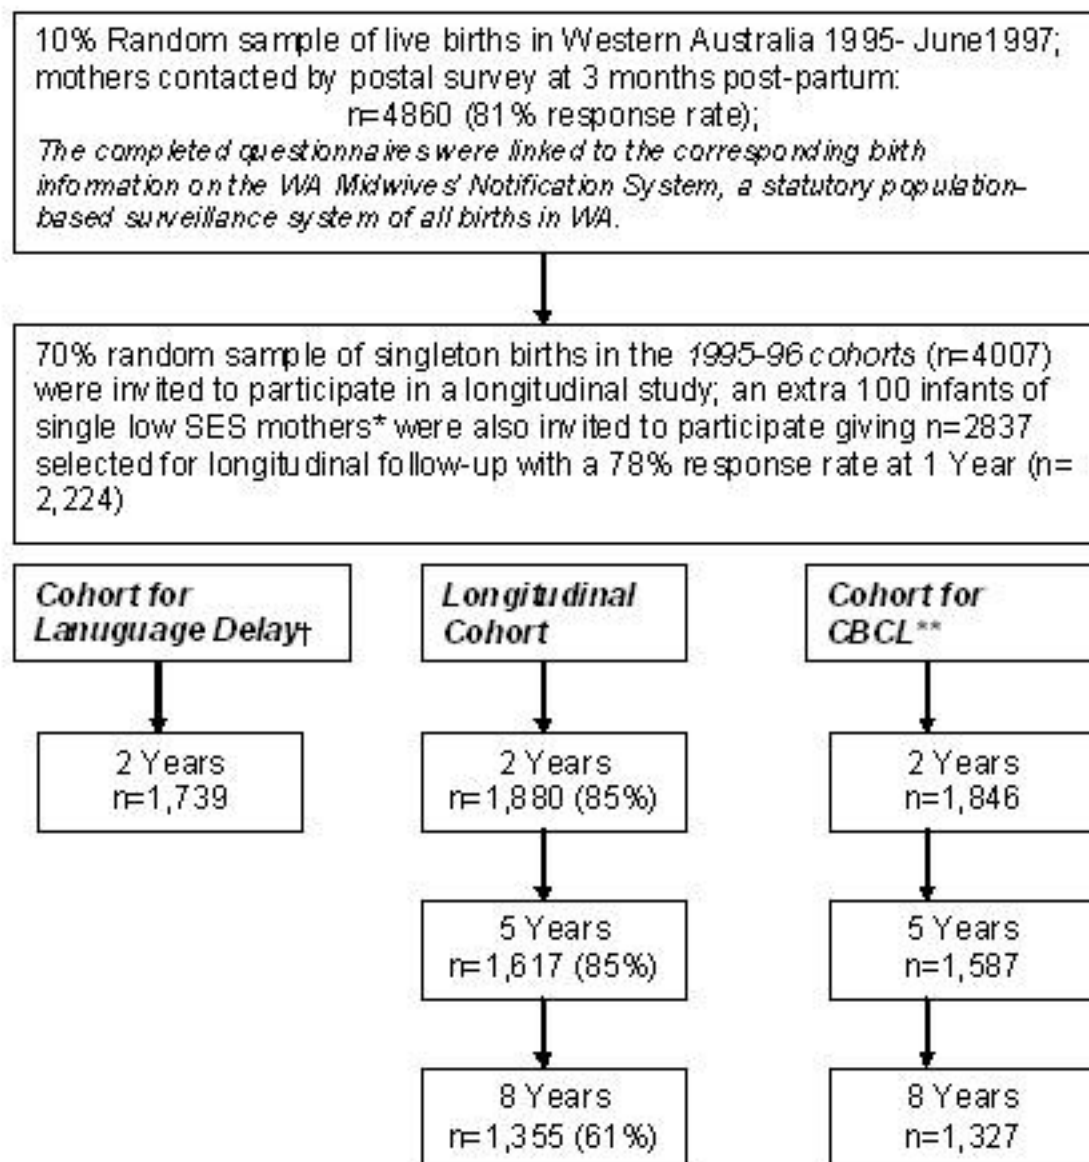 10% Random sample of live births in Western Australia 1995- June1997;
mothers contacted by postal survey at 3 months post-partum:
n=4860 (81% response rate);
The completed questionnaires were linked to the corresponding birth
information on the WA Midwives' Notification System, a statutory population-
based surveillance system of all births in WA.
70% random sample of singleton births in the 1995-96 cohorts (n=4007)
were invited to participate in a longitudinal study; an extra 100 infants of
single low SES mothers* were also invited to participate giving n=2837
selected for longitudinal follow-up with a 78% response rate at 1 Year (n=
2,224)
Cohort for
Lanuguage Delay†
Longitudinal
Cohort
Cohort for
CBCL**
2 Years
n=1,739
2 Years
n=1,880 (85%)
2 Years
n=1,846
5 Years
n=1,617 (85%)
5 Years
n=1,587
8 Years
n=1,355 (61%)
8 Years
n=1,327